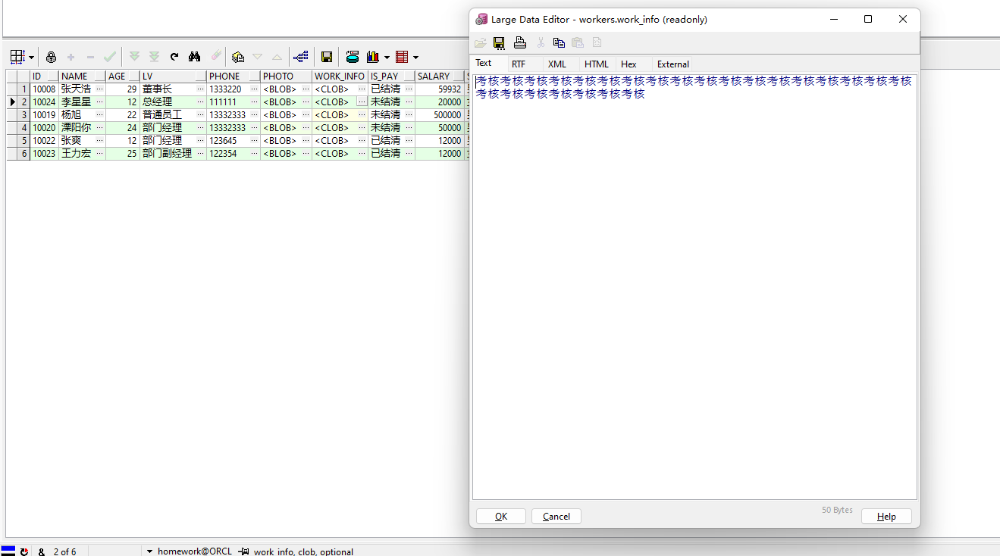 Large Data Editor - workers.work_info (readonly)
Text RTF XML HTML Hex External
考核考核考核考核考核考核考核考核考核考核考核考核考核考核考核考核考核考核
考核考核考核考核考核考核考核
50 Bytes
OK Cancel Help
ID NAME AGE LV PHONE PHOTO WORK_INFO IS_PAY SALARY
1 10008 张天浩 29 董事长 1333220 <BLOB> <CLOB> 已结清 59932
2 10024 李星星 12 总经理 111111 <BLOB> <CLOB> 未结清 20000
3 10019 杨旭 22 普通员工 13332333 <BLOB> <CLOB> 未结清 500000
4 10020 溧阳你 24 部门经理 13332333 <BLOB> <CLOB> 未结清 50000
5 10022 张爽 12 部门经理 123645 <BLOB> <CLOB> 已结清 12000
6 10023 王力宏 25 部门副经理 122354 <BLOB> <CLOB> 已结清 12000
& 2 of 6 homework@ORCL work_info, clob, optional